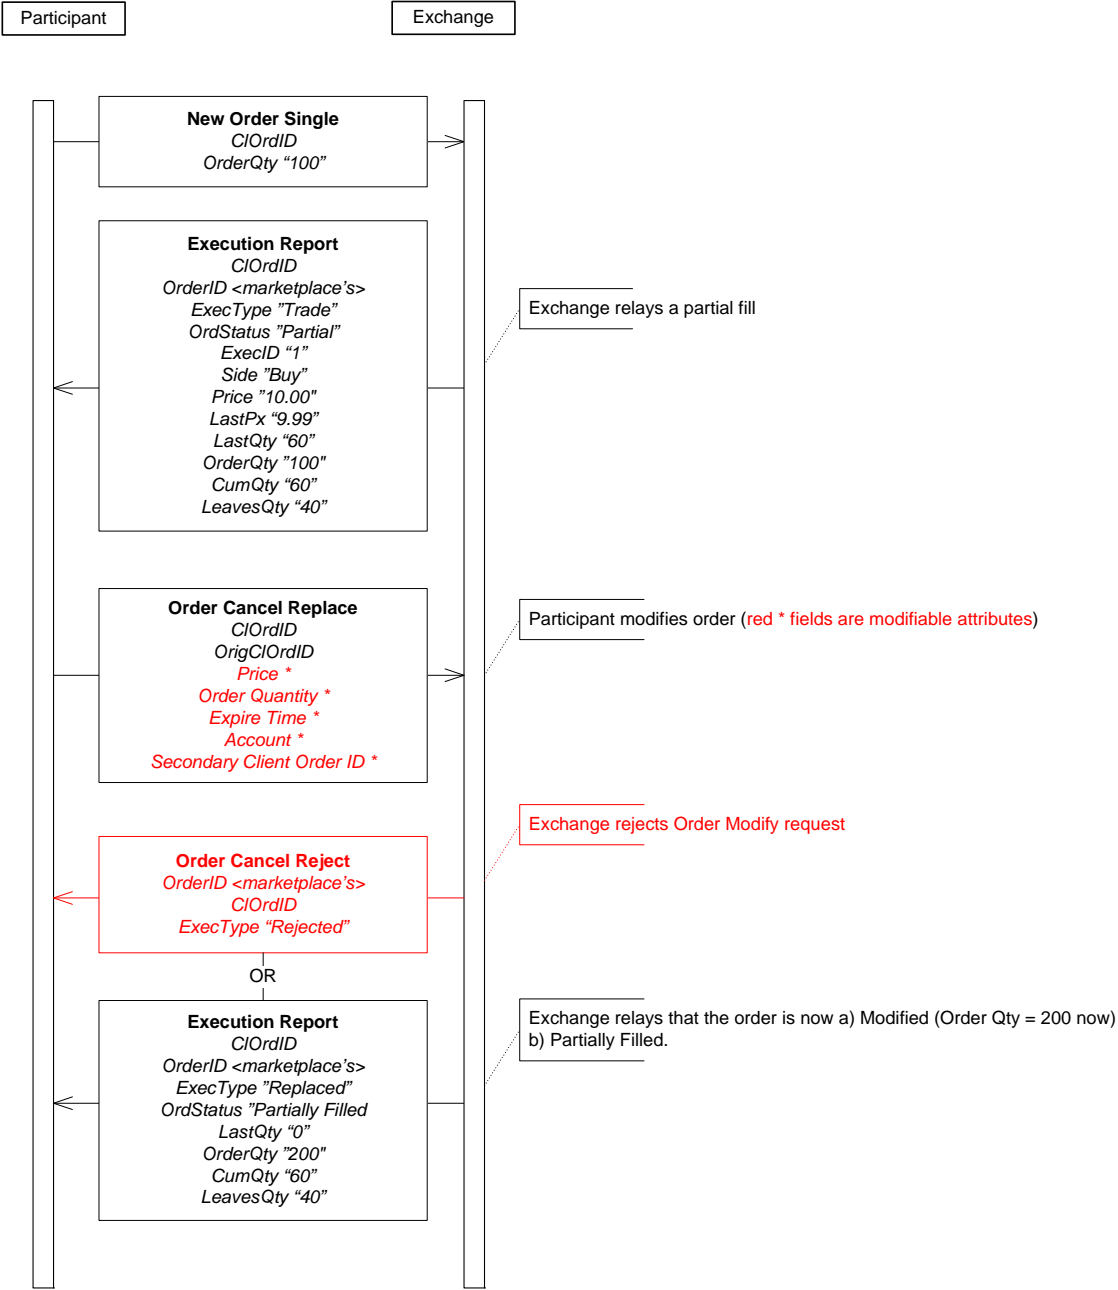 Participant
Exchange
New Order Single
ClOrdID
OrderQty “100”
Execution Report
ClOrdID
OrderID <marketplace’s>
ExecType ”Trade”
OrdStatus ”Partial”
ExecID “1”
Side ”Buy”
Price ”10.00"
LastPx “9.99”
LastQty “60”
OrderQty ”100"
CumQty “60”
LeavesQty “40”
Exchange relays a partial fill
Order Cancel Replace
ClOrdID
OrigClOrdID
Price *
Order Quantity *
Expire Time *
Account *
Secondary Client Order ID *
Participant modifies order (red * fields are modifiable attributes)
Order Cancel Reject
OrderID <marketplace’s>
ClOrdID
ExecType “Rejected”
Exchange rejects Order Modify request
OR
Execution Report
ClOrdID
OrderID <marketplace’s>
ExecType ”Replaced”
OrdStatus ”Partially Filled
LastQty “0”
OrderQty ”200"
CumQty “60”
LeavesQty “40”
Exchange relays that the order is now a) Modified (Order Qty = 200 now)
b) Partially Filled.